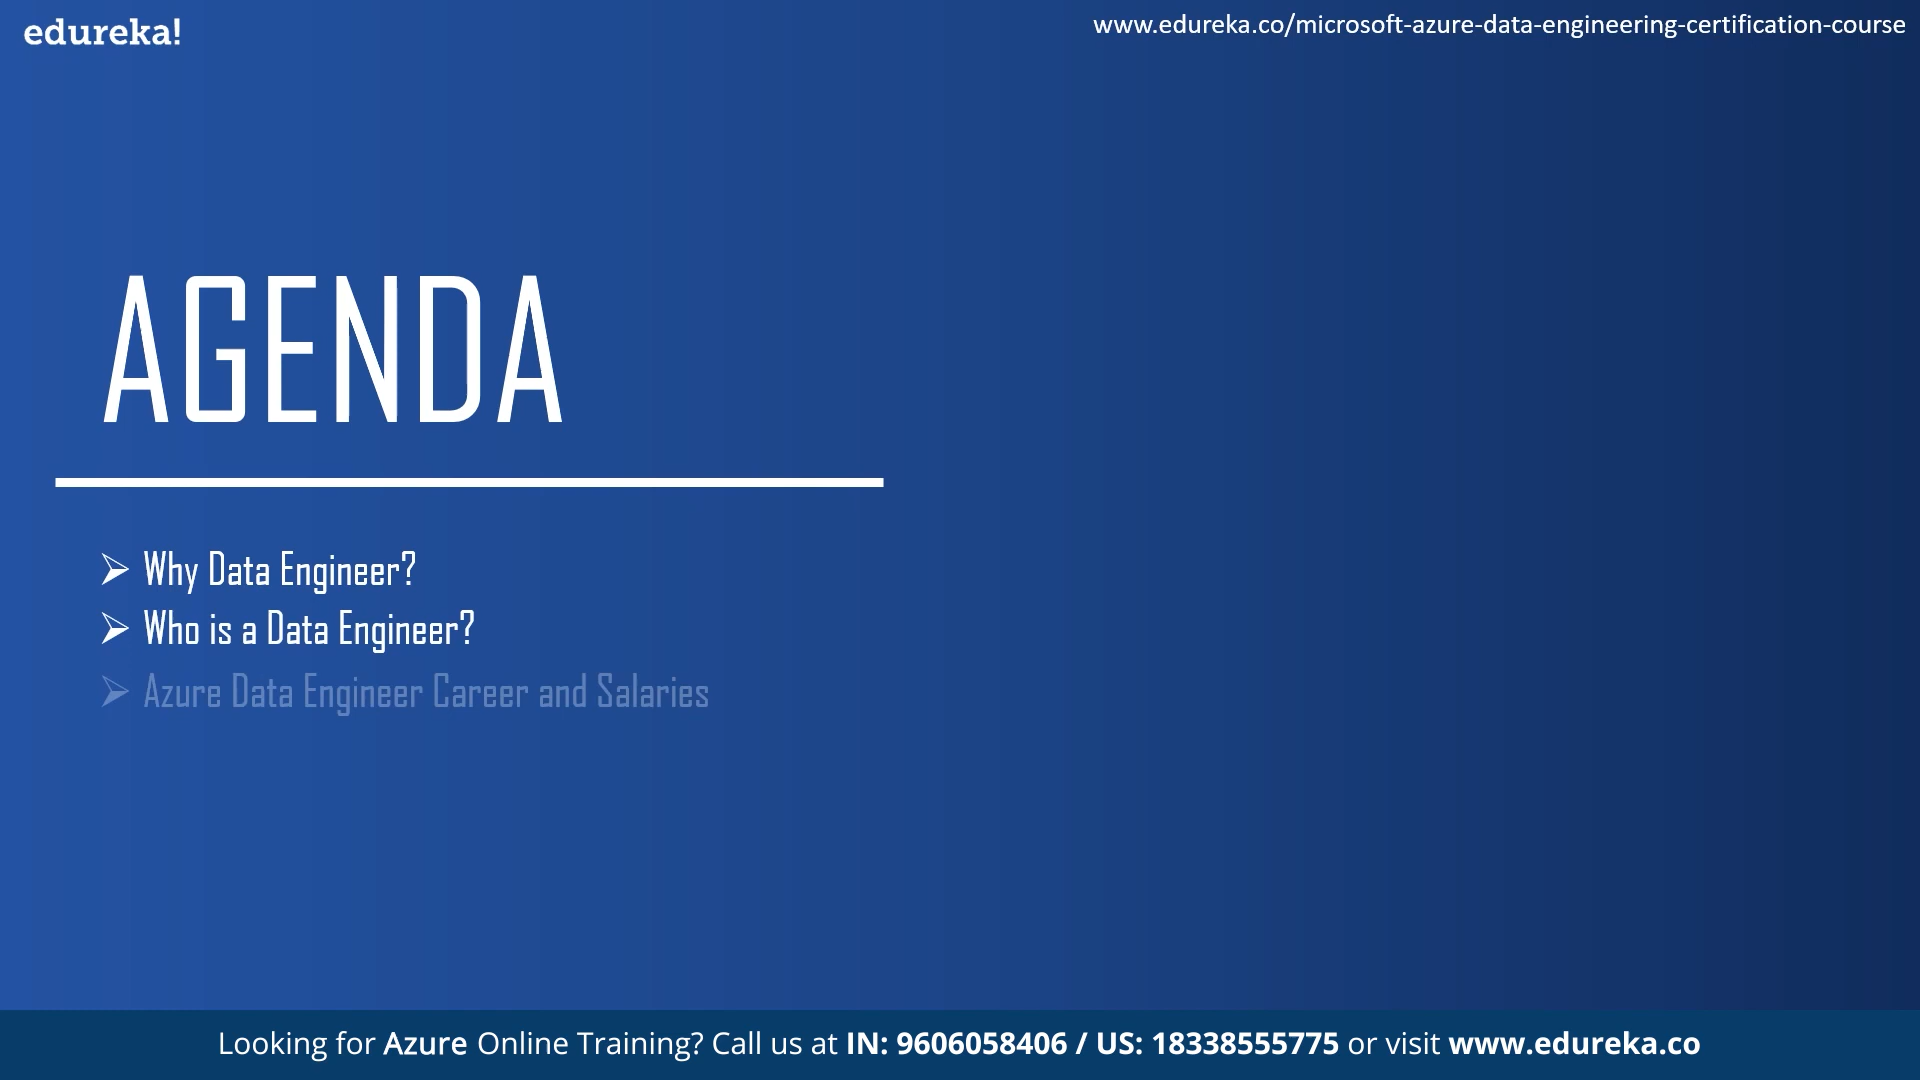 edureka!
www.edureka.co/microsoft-azure-data-engineering-certification-course
AGENDA
➢ Why Data Engineer?
➢ Who is a Data Engineer?
➢ Azure Data Engineer Career and Salaries
Looking for Azure Online Training? Call us at IN: 9606058406 / US: 18338555775 or visit www.edureka.co